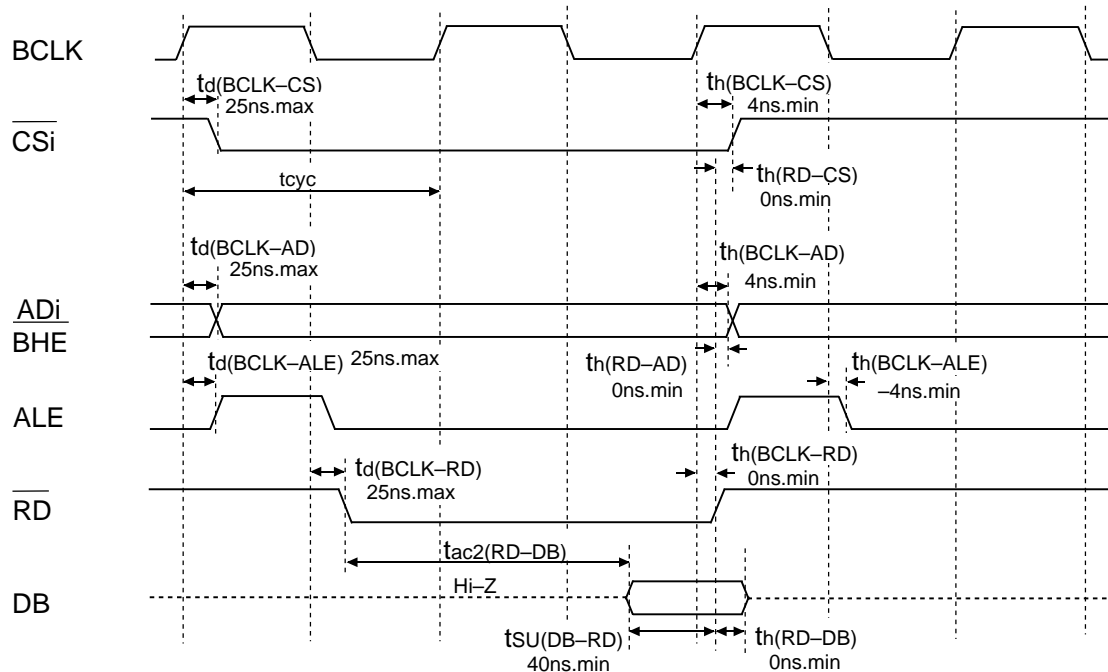 BCLK
td(BCLK–CS)
25ns.max
th(BCLK–CS)
4ns.min
CSi
tcyc
th(RD–CS)
0ns.min
td(BCLK–AD)
25ns.max
th(BCLK–AD)
4ns.min
ADi
BHE
td(BCLK–ALE) 25ns.max
th(RD–AD)
0ns.min
th(BCLK–ALE)
–4ns.min
ALE
td(BCLK–RD)
25ns.max
th(BCLK–RD)
0ns.min
RD
tac2(RD–DB)
Hi–Z
DB
tSU(DB–RD)
40ns.min
th(RD–DB)
0ns.min